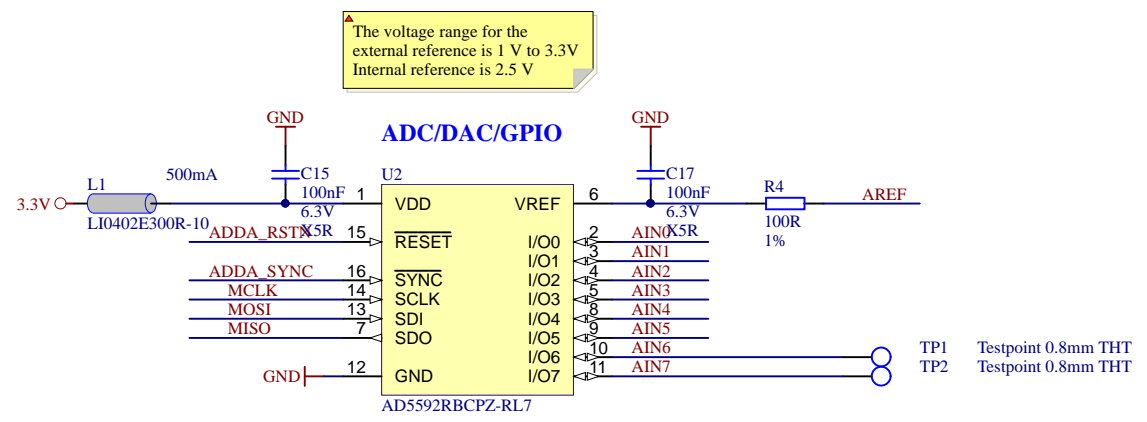 The voltage range for the
external reference is 1 V to 3.3V
Internal reference is 2.5 V
GND
GND
ADC/DAC/GPIO
L1
500mA
3.3V
LI0402E300R-10
C15
100nF
6.3V
X5R
U2
C17
100nF
6.3V
X5R
R4
100R
1%
AREF
1 VDD VREF 6
ADDA_RSTN 15 RESET I/O0 2 AIN0
I/O1 3 AIN1
ADDA_SYNC 16 SYNC I/O2 4 AIN2
MCLK 14 SCLK I/O3 5 AIN3
MOSI 13 SDI I/O4 8 AIN4
MISO 7 SDO I/O5 9 AIN5
I/O6 10 AIN6 TP1 Testpoint 0.8mm THT
GND 12 GND I/O7 11 AIN7 TP2 Testpoint 0.8mm THT
AD5592RBCPZ-RL7